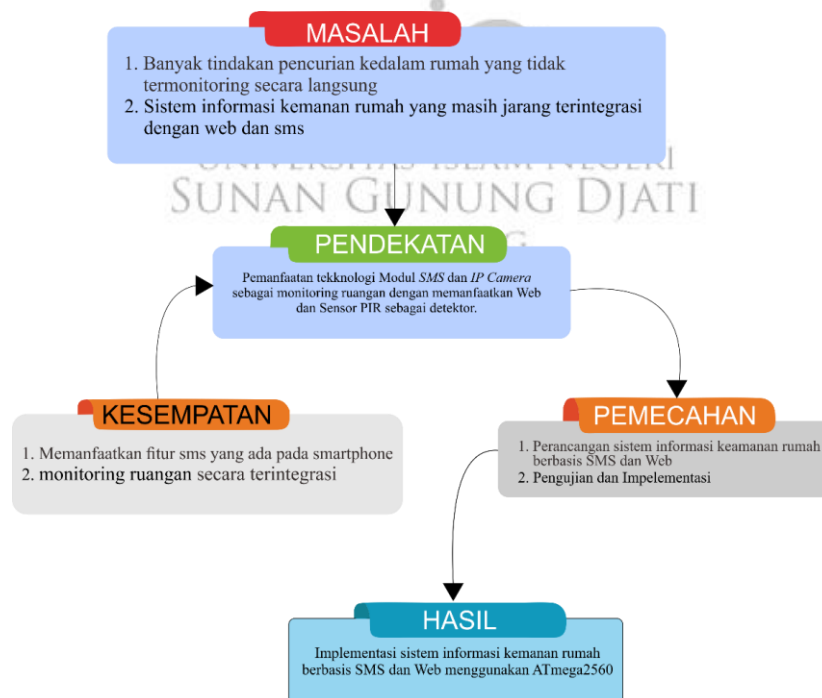 MASALAH
1. Banyak tindakan pencurian kedalam rumah yang tidak
termonitoring secara langsung
2. Sistem informasi kemanan rumah yang masih jarang terintegrasi
dengan web dan sms
UNIVERSITAS ISLAM NEGERI
SUNAN GUNUNG DJATI
PENDEKATAN
Pemanfaatan tekknologi Modul SMS dan IP Camera
sebagai monitoring ruangan dengan memanfaatkan Web
dan Sensor PIR sebagai detektor.
KESEMPATAN
1. Memanfaatkan fitur sms yang ada pada smartphone
2. monitoring ruangan secara terintegrasi
PEMECAHAN
1. Perancangan sistem informasi keamanan rumah
berbasis SMS dan Web
2. Pengujian dan Impelementasi
HASIL
Implementasi sistem informasi kemanan rumah
berbasis SMS dan Web menggunakan ATmega2560